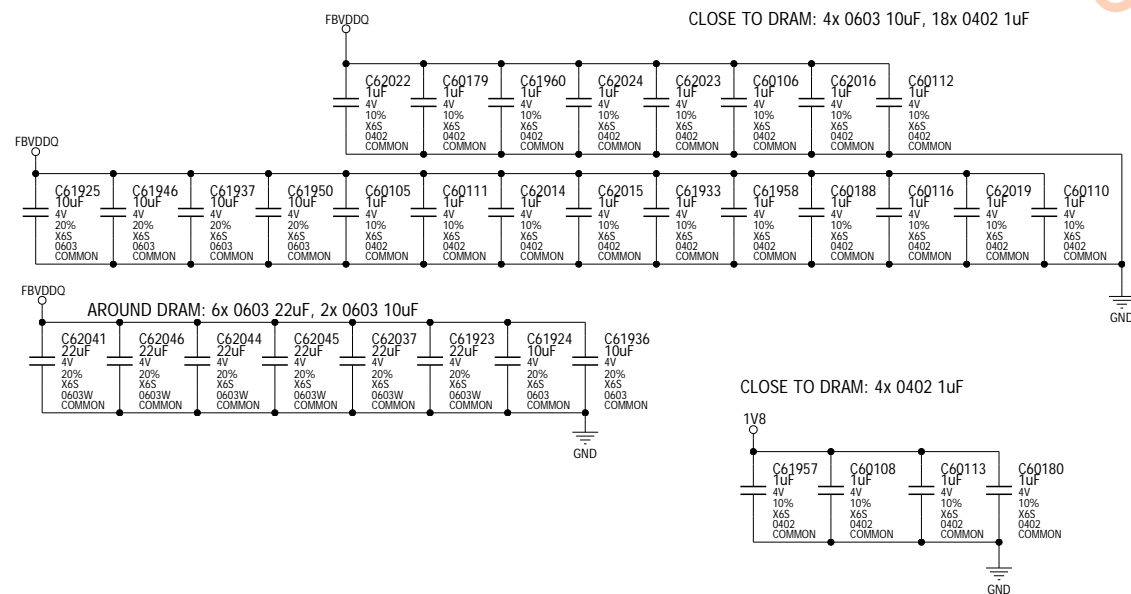 CLOSE TO DRAM: 4x 0603 10uF, 18x 0402 1uF
FBVDDQ
C62022
1uF
4V
10%
X6S
0402
COMMON
C60179
1uF
4V
10%
X6S
0402
COMMON
C61960
1uF
4V
10%
X6S
0402
COMMON
C62024
1uF
4V
10%
X6S
0402
COMMON
C62023
1uF
4V
10%
X6S
0402
COMMON
C60106
1uF
4V
10%
X6S
0402
COMMON
C62016
1uF
4V
10%
X6S
0402
COMMON
C60112
1uF
4V
10%
X6S
0402
COMMON
FBVDDQ
C61925
10uF
4V
20%
X6S
0603
COMMON
C61946
10uF
4V
20%
X6S
0603
COMMON
C61937
10uF
4V
20%
X6S
0603
COMMON
C61950
10uF
4V
20%
X6S
0603
COMMON
C60105
1uF
4V
10%
X6S
0402
COMMON
C60111
1uF
4V
10%
X6S
0402
COMMON
C62014
1uF
4V
10%
X6S
0402
COMMON
C62015
1uF
4V
10%
X6S
0402
COMMON
C61933
1uF
4V
10%
X6S
0402
COMMON
C61958
1uF
4V
10%
X6S
0402
COMMON
C60188
1uF
4V
10%
X6S
0402
COMMON
C60116
1uF
4V
10%
X6S
0402
COMMON
C62019
1uF
4V
10%
X6S
0402
COMMON
C60110
1uF
4V
10%
X6S
0402
COMMON
GND
FBVDDQ
AROUND DRAM: 6x 0603 22uF, 2x 0603 10uF
C62041
22uF
4V
20%
X6S
0603W
COMMON
C62046
22uF
4V
20%
X6S
0603W
COMMON
C62044
22uF
4V
20%
X6S
0603W
COMMON
C62045
22uF
4V
20%
X6S
0603W
COMMON
C62037
22uF
4V
20%
X6S
0603W
COMMON
C61923
22uF
4V
20%
X6S
0603W
COMMON
C61924
10uF
4V
20%
X6S
0603
COMMON
C61936
10uF
4V
20%
X6S
0603
COMMON
GND
CLOSE TO DRAM: 4x 0402 1uF
1V8
C61957
1uF
4V
10%
X6S
0402
COMMON
C60108
1uF
4V
10%
X6S
0402
COMMON
C60113
1uF
4V
10%
X6S
0402
COMMON
C60180
1uF
4V
10%
X6S
0402
COMMON
GND